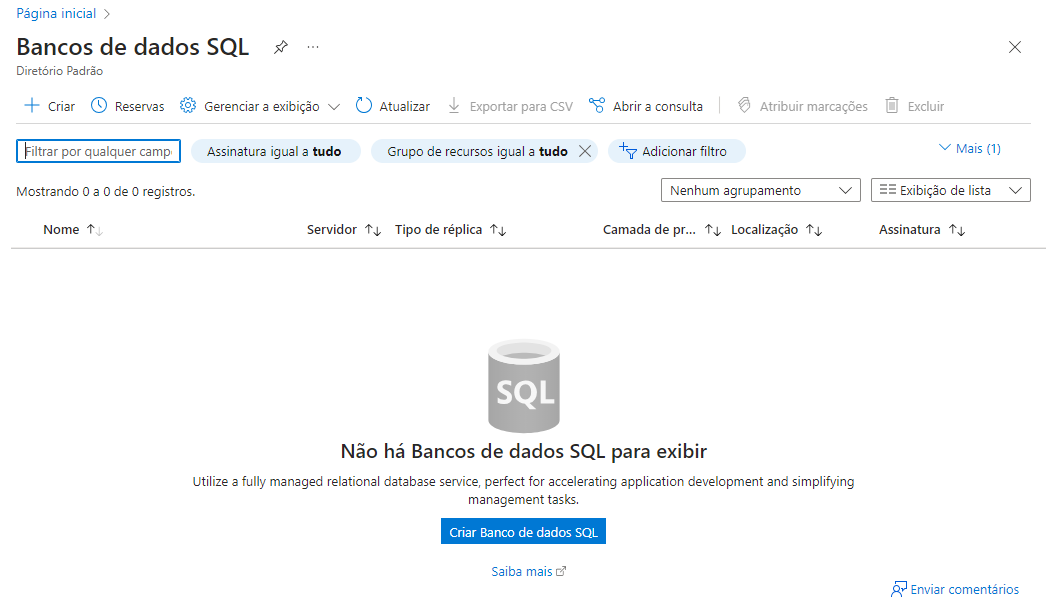 Página inicial
Bancos de dados SQL
Diretório Padrão
Criar Reservas Gerenciar a exibição Atualizar Exportar para CSV Abrir a consulta Atribuir marcações Excluir
Filtrar por qualquer camp Assinatura igual a tudo Grupo de recursos igual a tudo Adicionar filtro Mais (1)
Mostrando 0 a 0 de 0 registros. Nenhum agrupamento Exibição de lista
Nome Servidor Tipo de réplica Camada de pr... Localização Assinatura
SQL
Não há Bancos de dados SQL para exibir
Utilize a fully managed relational database service, perfect for accelerating application development and simplifying
management tasks.
Criar Banco de dados SQL
Saiba mais
Enviar comentários